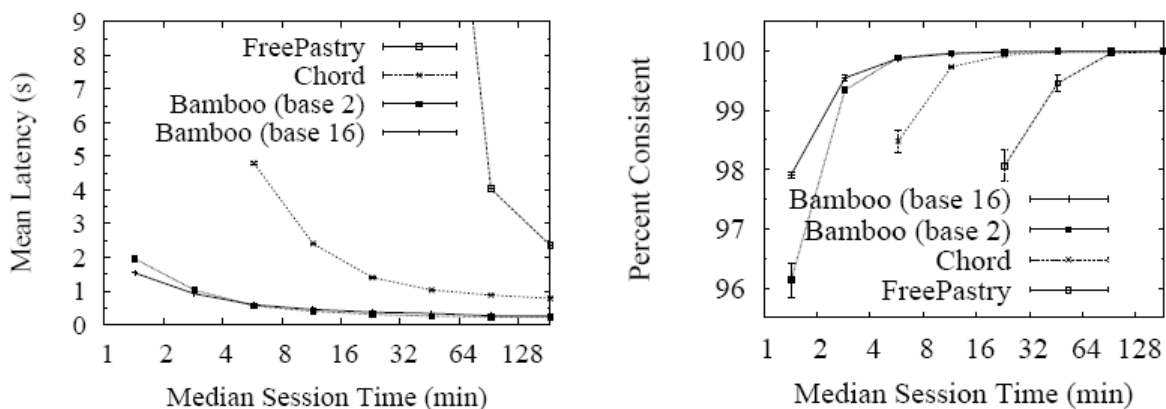 9
8
7
6
5
4
3
2
1
0
Mean Latency (s)
FreePastry
Chord
Bamboo (base 2)
Bamboo (base 16)
1 2 4 8 16 32 64 128
Median Session Time (min)
100
99
98
97
96
Percent Consistent
Bamboo (base 16)
Bamboo (base 2)
Chord
FreePastry
1 2 4 8 16 32 64 128
Median Session Time (min)